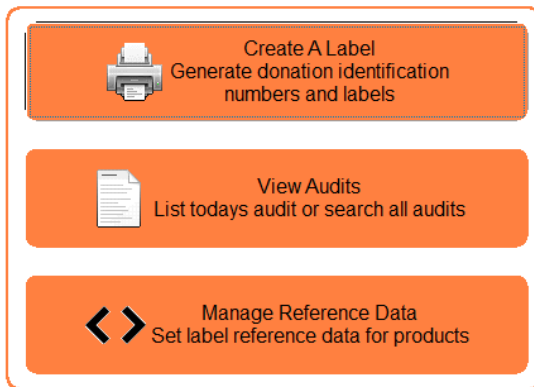 Create A Label
Generate donation identification
numbers and labels
View Audits
List todays audit or search all audits
Manage Reference Data
Set label reference data for products